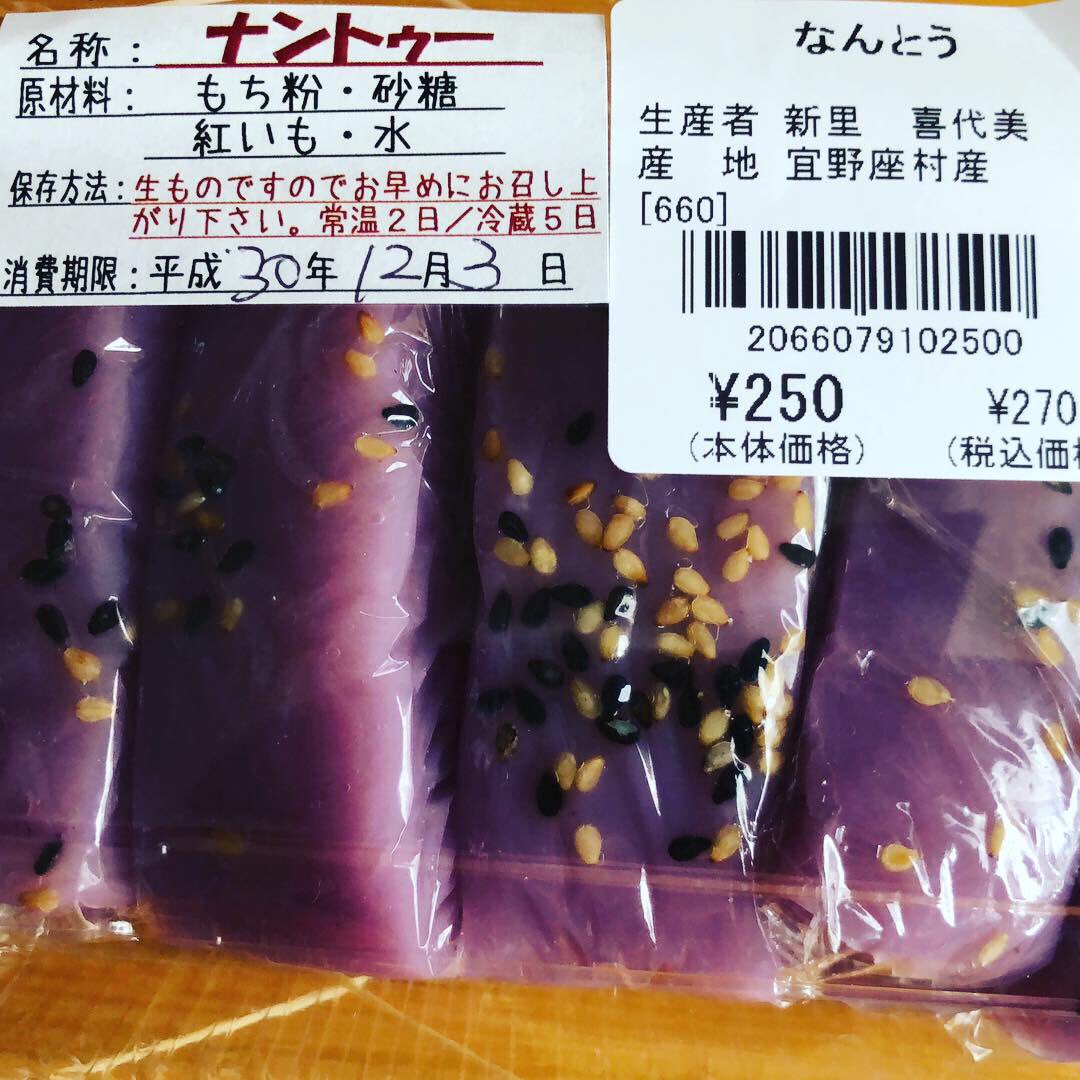 名称：ナントゥー
原材料：もち粉・砂糖
紅いも・水
保存方法：生ものですのでお早めにお召し上
がり下さい。常温２日／冷蔵５日
消費期限：平成30年12月3日
なんとう
生産者 新里 喜代美
産 地 宜野座村産
[660]
2066079102500
¥250 ¥270
(本体価格) (税込価格